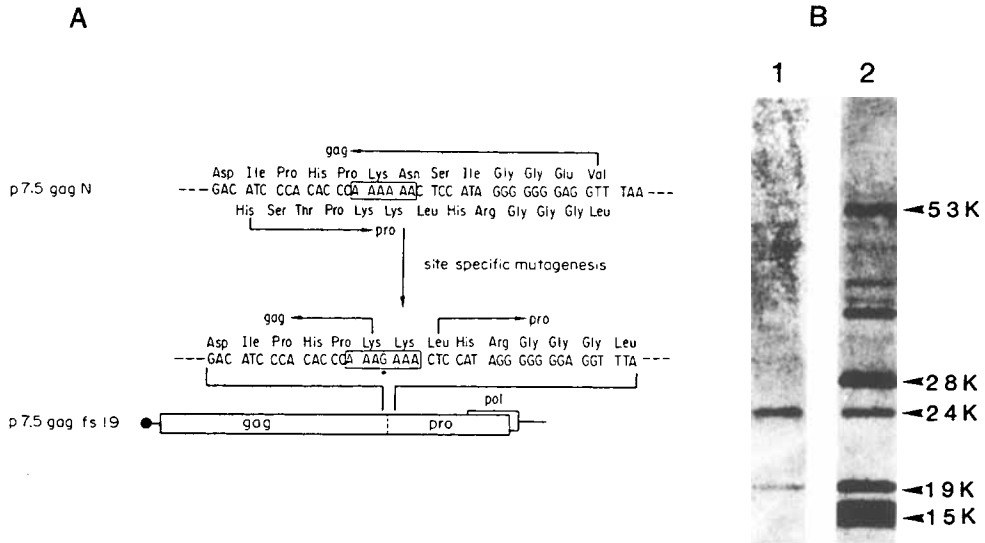 A
B
1 2
gag
Asp Ile Pro His Pro Lys Asn Ser Ile Gly Gly Glu Val
p7.5 gag N ---GAC ATC CCA CAC CCA AAA AAC TCC ATA GGG GGG GAG GTT TAA---
His Ser Thr Pro Lys Lys Leu His Arg Gly Gly Gly Leu
pro
site specific mutagenesis
gag pro
Asp Ile Pro His Pro Lys Lys Leu His Arg Gly Gly Gly Leu
---GAC ATC CCA CAC CCA AAGAAA CTC CAT AGG GGG GGA GGT TTA---
pol
p7.5 gag fs 19 gag pro
53K
28K
24K
19K
15K